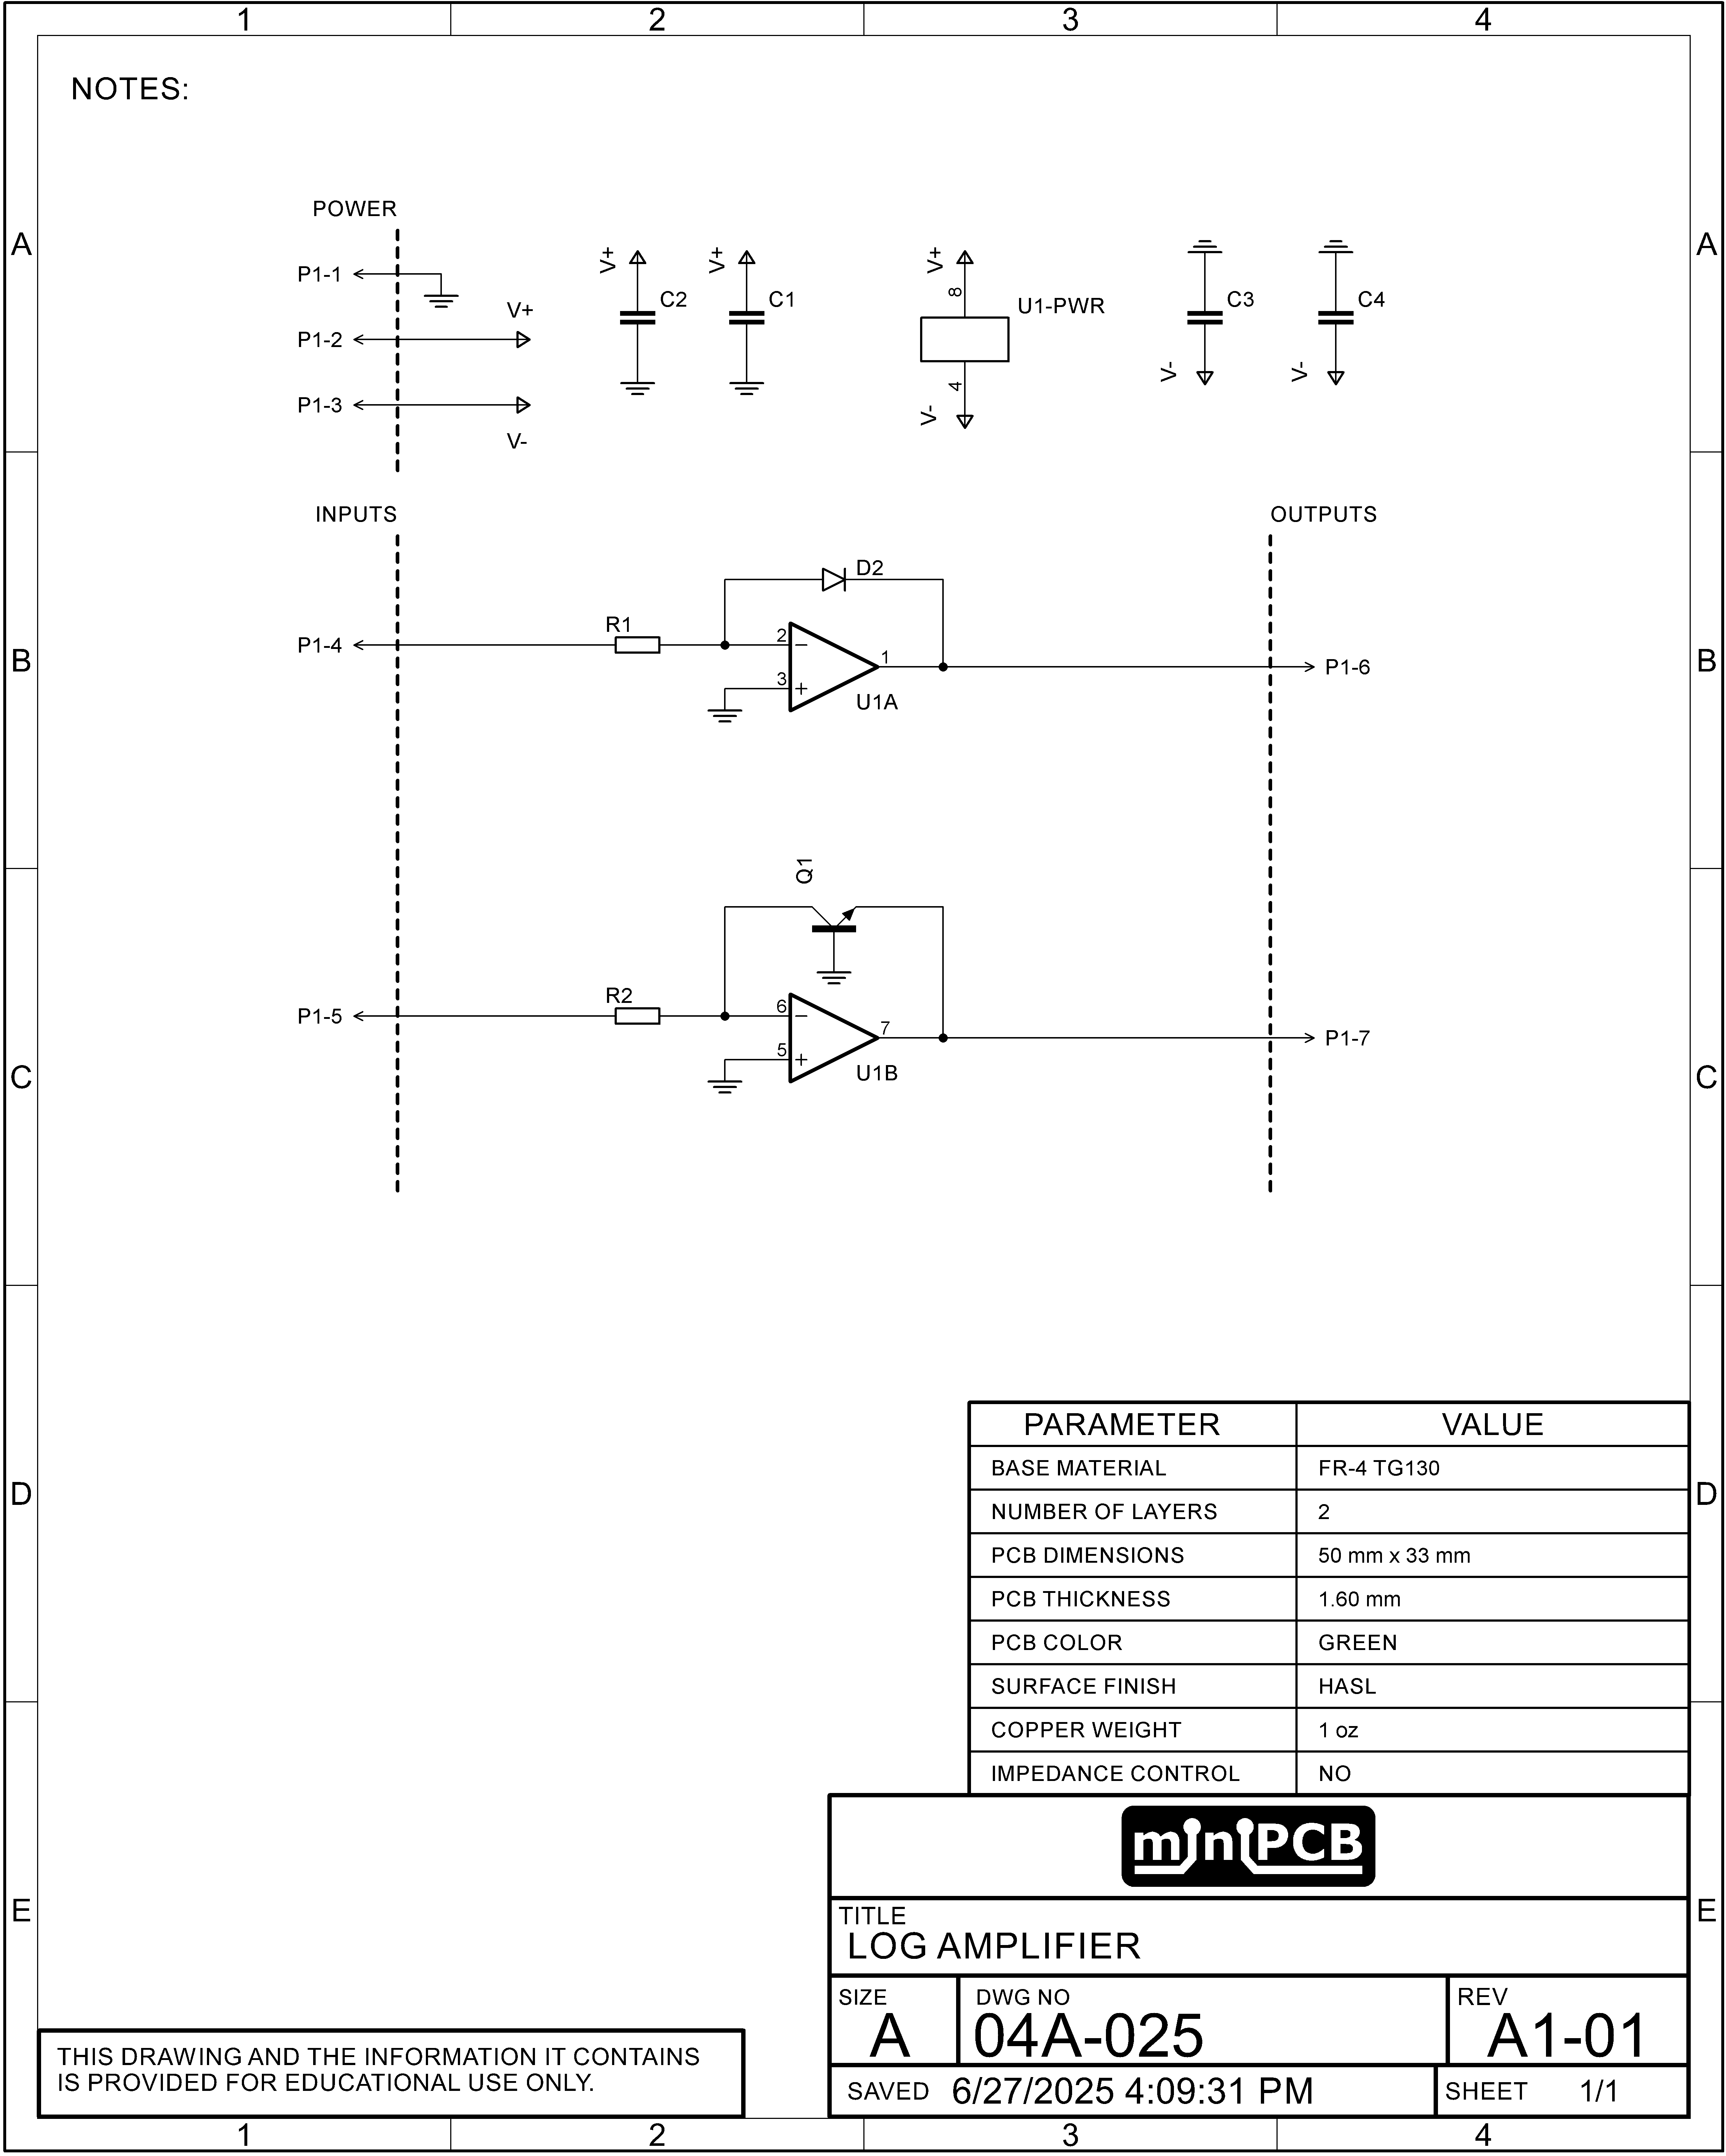 1 2 3 4
NOTES:
POWER
A A
P1-1
P1-2
P1-3
V+
V-
V+ C2
V+ C1
V+
8
U1-PWR
4
V-
C3
V-
C4
V-
INPUTS OUTPUTS
D2
B B
P1-4
R1
2
3
1
U1A
P1-6
Q1
P1-5
R2
6
5
7
U1B
P1-7
C C
PARAMETER VALUE
BASE MATERIAL FR-4 TG130
D D
NUMBER OF LAYERS 2
PCB DIMENSIONS 50 mm x 33 mm
PCB THICKNESS 1.60 mm
PCB COLOR GREEN
SURFACE FINISH HASL
COPPER WEIGHT 1 oz
IMPEDANCE CONTROL NO
miniPCB
E E
TITLE
LOG AMPLIFIER
SIZE DWG NO REV
A 04A-025 A1-01
SAVED 6/27/2025 4:09:31 PM SHEET 1/1
THIS DRAWING AND THE INFORMATION IT CONTAINS
IS PROVIDED FOR EDUCATIONAL USE ONLY.
1 2 3 4